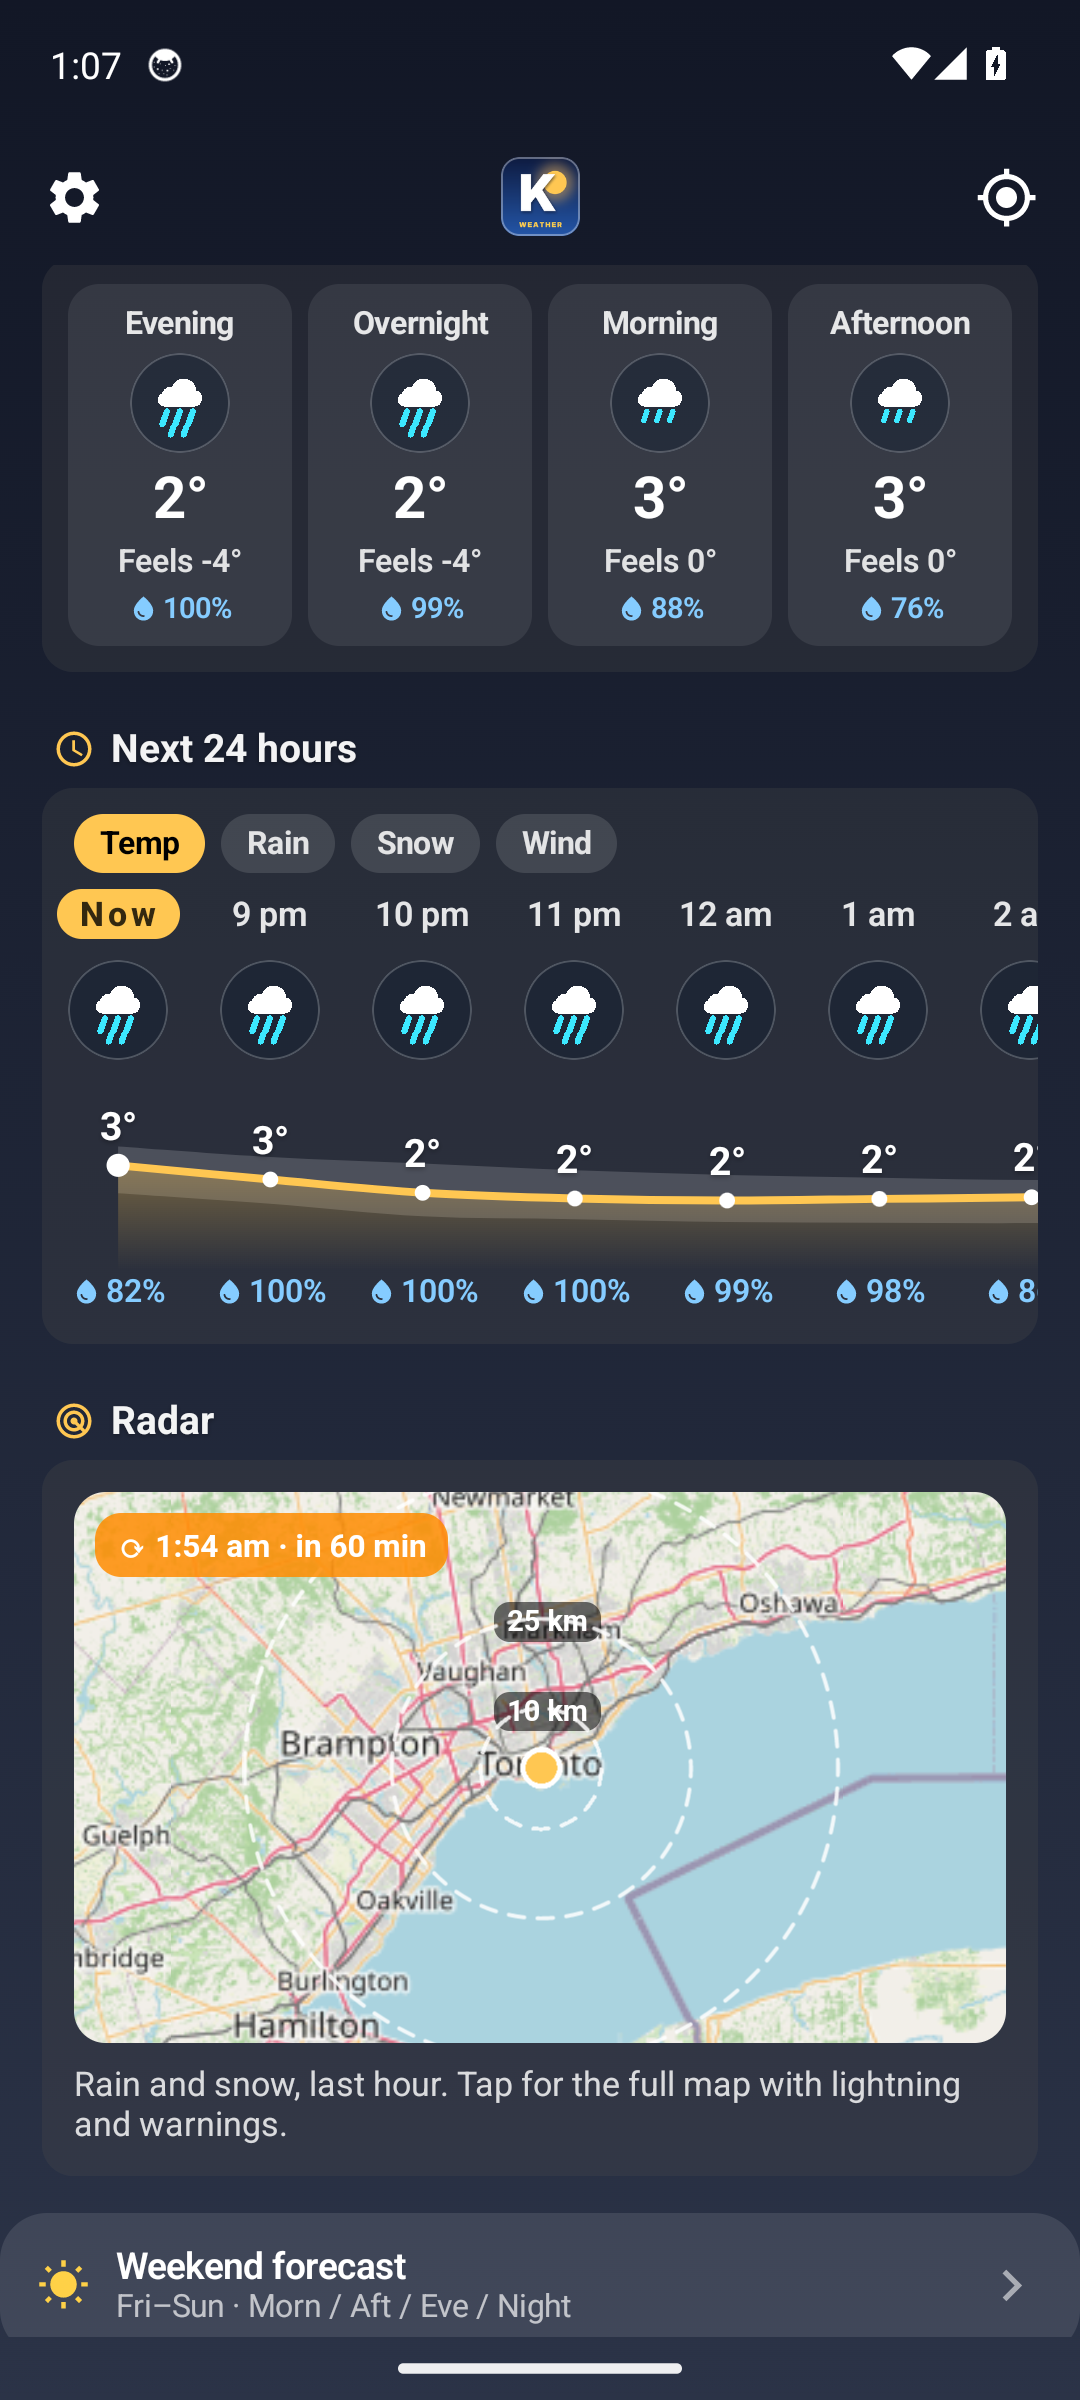 1:07
K
WEATHER
Evening Overnight Morning Afternoon
2° 2° 3° 3°
Feels -4° Feels -4° Feels 0° Feels 0°
100% 99% 88% 76%
Next 24 hours
Temp Rain Snow Wind
Now 9 pm 10 pm 11 pm 12 am 1 am 2 a
3° 3° 2° 2° 2° 2° 2°
82% 100% 100% 100% 99% 98% 8
Radar
Newmarket
1:54 am · in 60 min
Oshawa
25 km
Markham
Vaughan
10 km
Brampton
Toronto
Guelph
Oakville
nbridge
Burlington
Hamilton
Rain and snow, last hour. Tap for the full map with lightning
and warnings.
Weekend forecast
Fri–Sun · Morn / Aft / Eve / Night